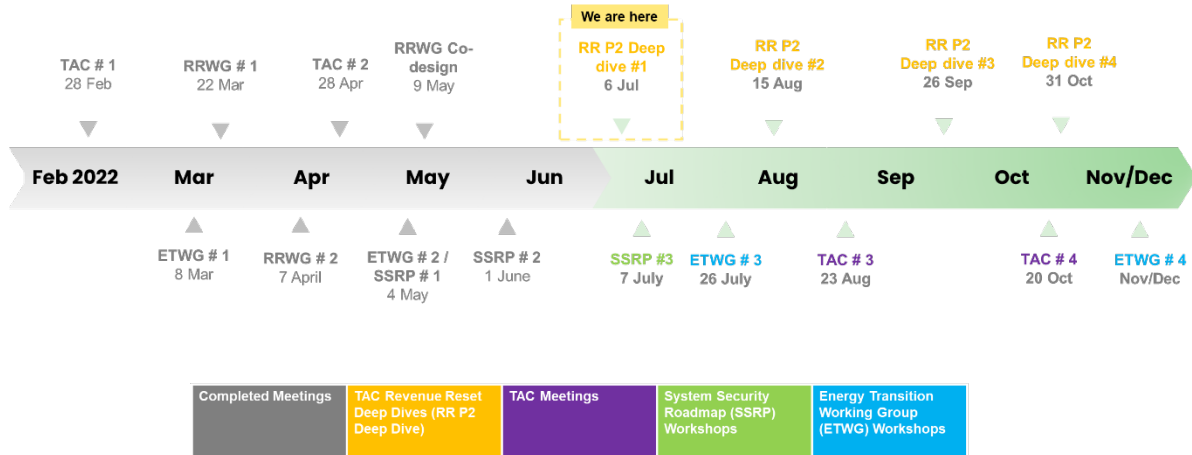 We are here
TAC # 1
28 Feb
RRWG # 1
22 Mar
TAC # 2
28 Apr
RRWG Co-
design
9 May
RR P2 Deep
dive #1
6 Jul
RR P2
Deep dive #2
15 Aug
RR P2
Deep dive #3
26 Sep
RR P2
Deep dive #4
31 Oct
Feb 2022
Mar
Apr
May
Jun
Jul
Aug
Sep
Oct
Nov/Dec
ETWG # 1
8 Mar
RRWG # 2
7 April
ETWG # 2 /
SSRP # 1
4 May
SSRP # 2
1 June
SSRP #3
7 July
ETWG # 3
26 July
TAC # 3
23 Aug
TAC # 4
20 Oct
ETWG # 4
Nov/Dec
Completed Meetings
TAC Revenue Reset
Deep Dives (RR P2
Deep Dive)
TAC Meetings
System Security
Roadmap (SSRP)
Workshops
Energy Transition
Working Group
(ETWG) Workshops